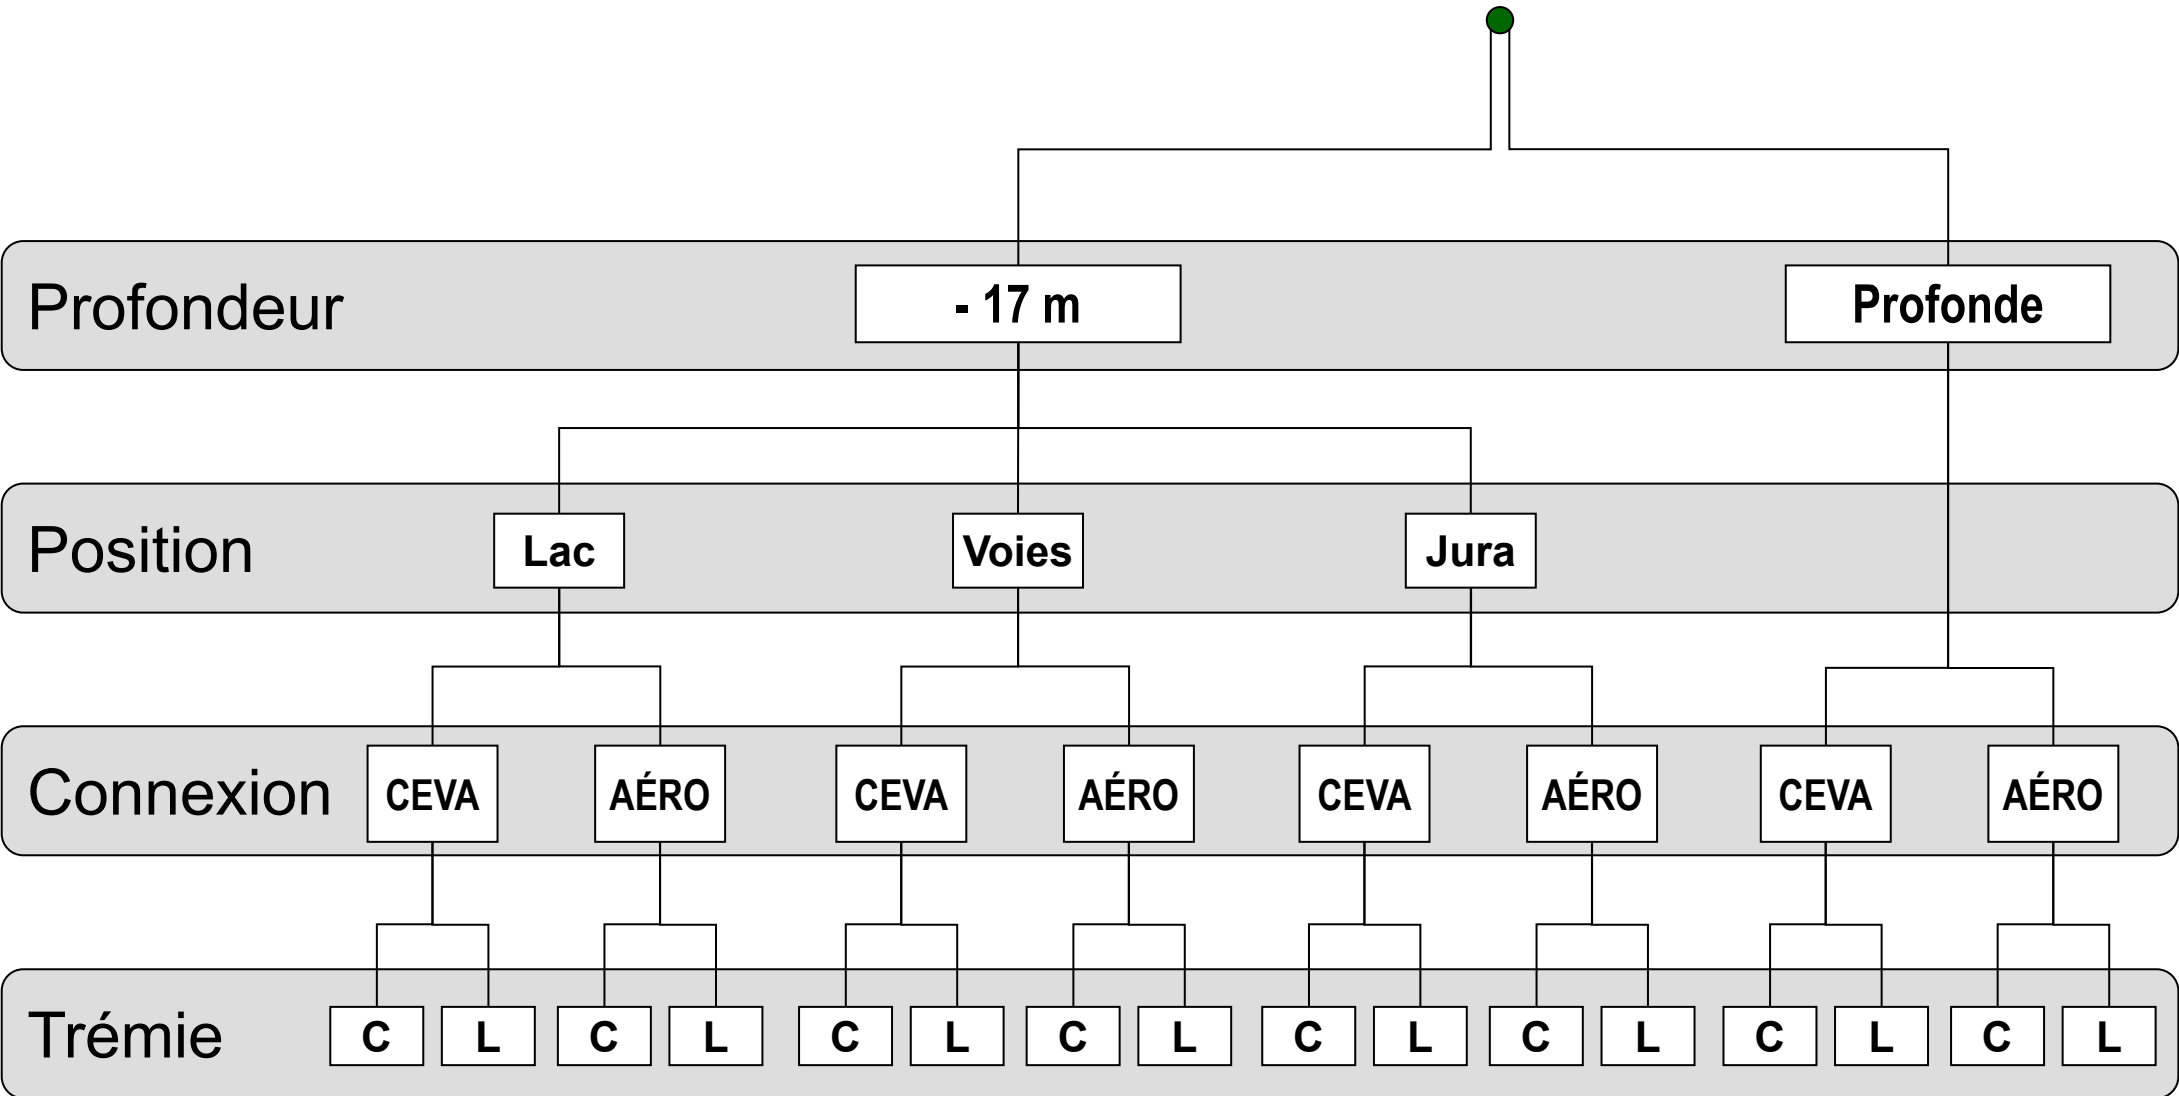 Profondeur
- 17 m
Profonde
Position
Lac
Voies
Jura
Connexion
CEVA
AÉRO
CEVA
AÉRO
CEVA
AÉRO
CEVA
AÉRO
Trémie
C
L
C
L
C
L
C
L
C
L
C
L
C
L
C
L